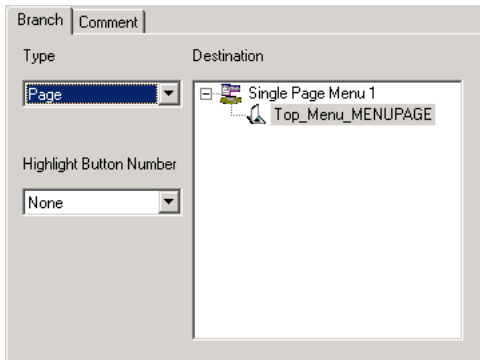 Branch Comment
Type Destination
Page
Single Page Menu 1
Top_Menu_MENUPAGE
Highlight Button Number
None